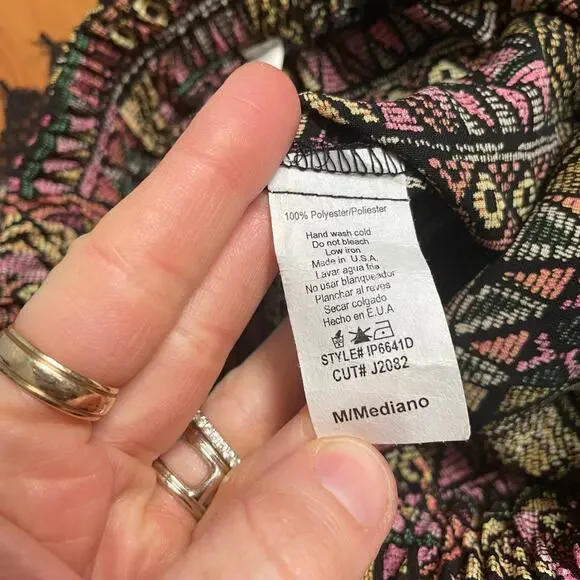 100% Polyester/Poliester
Hand wash cold
Do not bleach
Low iron
Made in U.S.A.
Lavar agua fria
No usar blanqueador
Planchar al reves
Secar colgado
Hecho en E.U.A
STYLE# IP6641D
CUT# J2082
M/Mediano